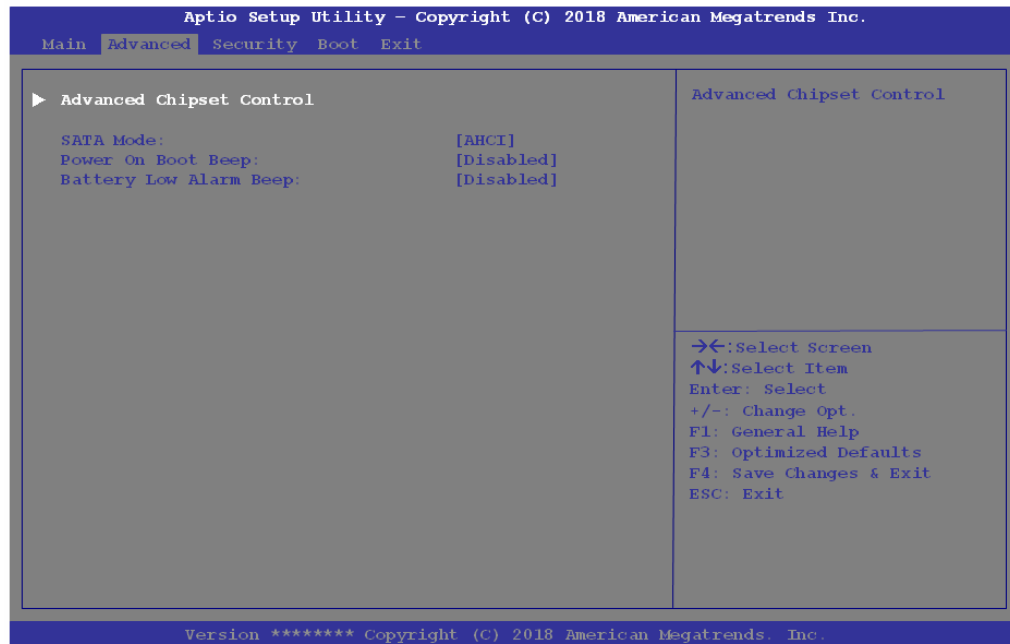 Aptio Setup Utility – Copyright (C) 2018 American Megatrends Inc.
Main Advanced Security Boot Exit
▶ Advanced Chipset Control
SATA Mode: [AHCI]
Power On Boot Beep: [Disabled]
Battery Low Alarm Beep: [Disabled]
Advanced Chipset Control
→←:Select Screen
↑↓:Select Item
Enter: Select
+/-: Change Opt.
F1: General Help
F3: Optimized Defaults
F4: Save Changes & Exit
ESC: Exit
Version ******** Copyright (C) 2018 American Megatrends. Inc.